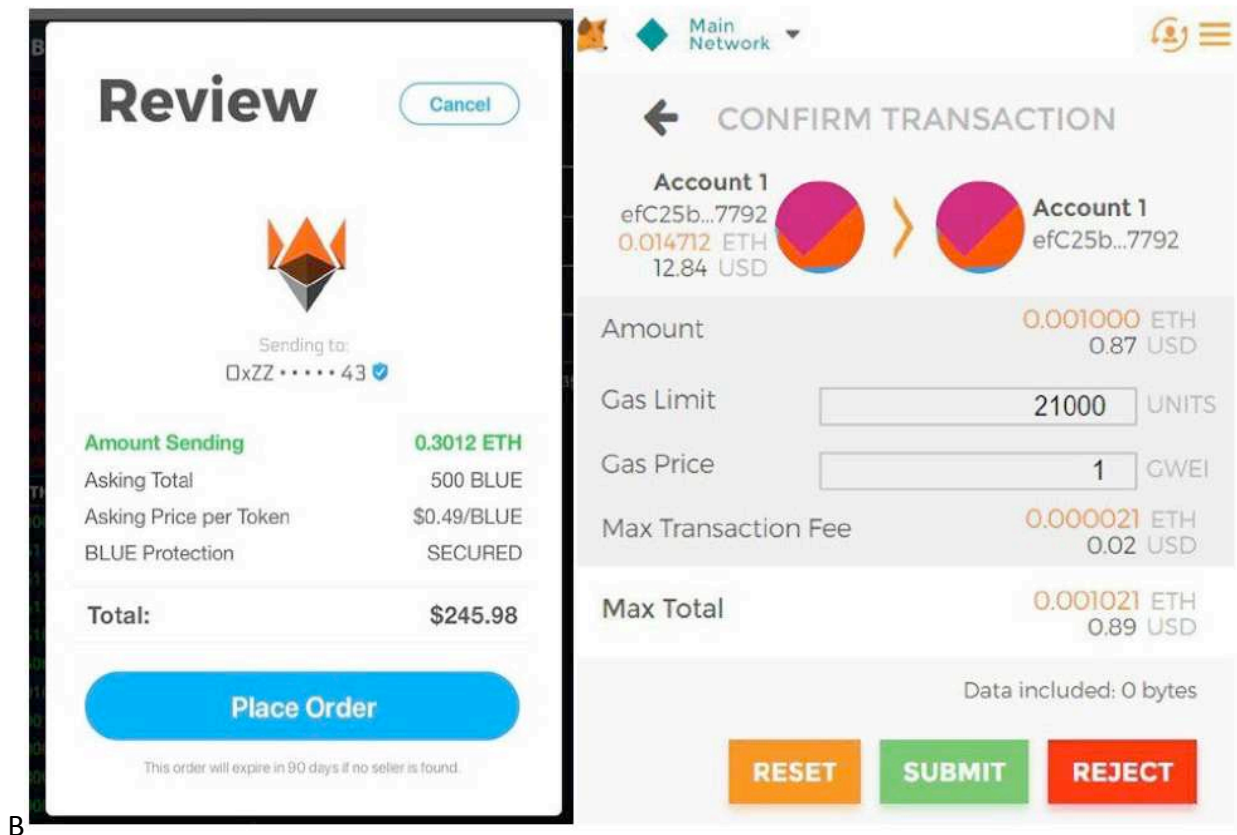 Review
Cancel
Sending to:
0xZZ•••••43
Amount Sending 0.3012 ETH
Asking Total 500 BLUE
Asking Price per Token $0.49/BLUE
BLUE Protection SECURED
Total: $245.98
Place Order
This order will expire in 90 days if no seller is found.
Main
Network
CONFIRM TRANSACTION
Account 1
efC25b...7792
0.014712 ETH
12.84 USD
Account 1
efC25b...7792
Amount 0.001000 ETH
0.87 USD
Gas Limit 21000 UNITS
Gas Price 1 GWEI
Max Transaction Fee 0.000021 ETH
0.02 USD
Max Total 0.001021 ETH
0.89 USD
Data included: 0 bytes
RESET SUBMIT REJECT
B